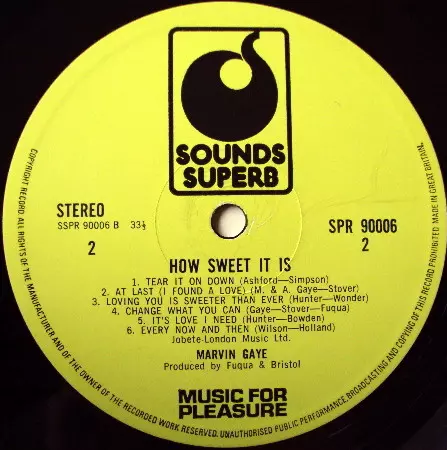 SOUNDS
SUPERB
STEREO
SSPR 90006 B 33⅓
2
SPR 90006
2
HOW SWEET IT IS
1. TEAR IT ON DOWN (Ashford—Simpson)
2. AT LAST (I FOUND A LOVE) (M. & A. Gaye—Stover)
3. LOVING YOU IS SWEETER THAN EVER (Hunter—Wonder)
4. CHANGE WHAT YOU CAN (Gaye—Stover—Fuqua)
5. IT'S LOVE I NEED (Hunter—Bowden)
6. EVERY NOW AND THEN (Wilson—Holland)
Jobete-London Music Ltd.
MARVIN GAYE
Produced by Fuqua & Bristol
MUSIC FOR
PLEASURE
COPYRIGHT RECORD. ALL RIGHTS OF THE MANUFACTURER AND OF THE OWNER OF THE RECORDED WORK RESERVED. UNAUTHORISED PUBLIC PERFORMANCE, BROADCASTING AND COPYING OF THIS RECORD PROHIBITED. MADE IN GREAT BRITAIN.